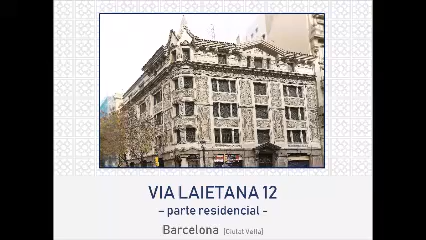 VIA LAIETANA 12
– parte residencial –
Barcelona (Ciutat Vella)